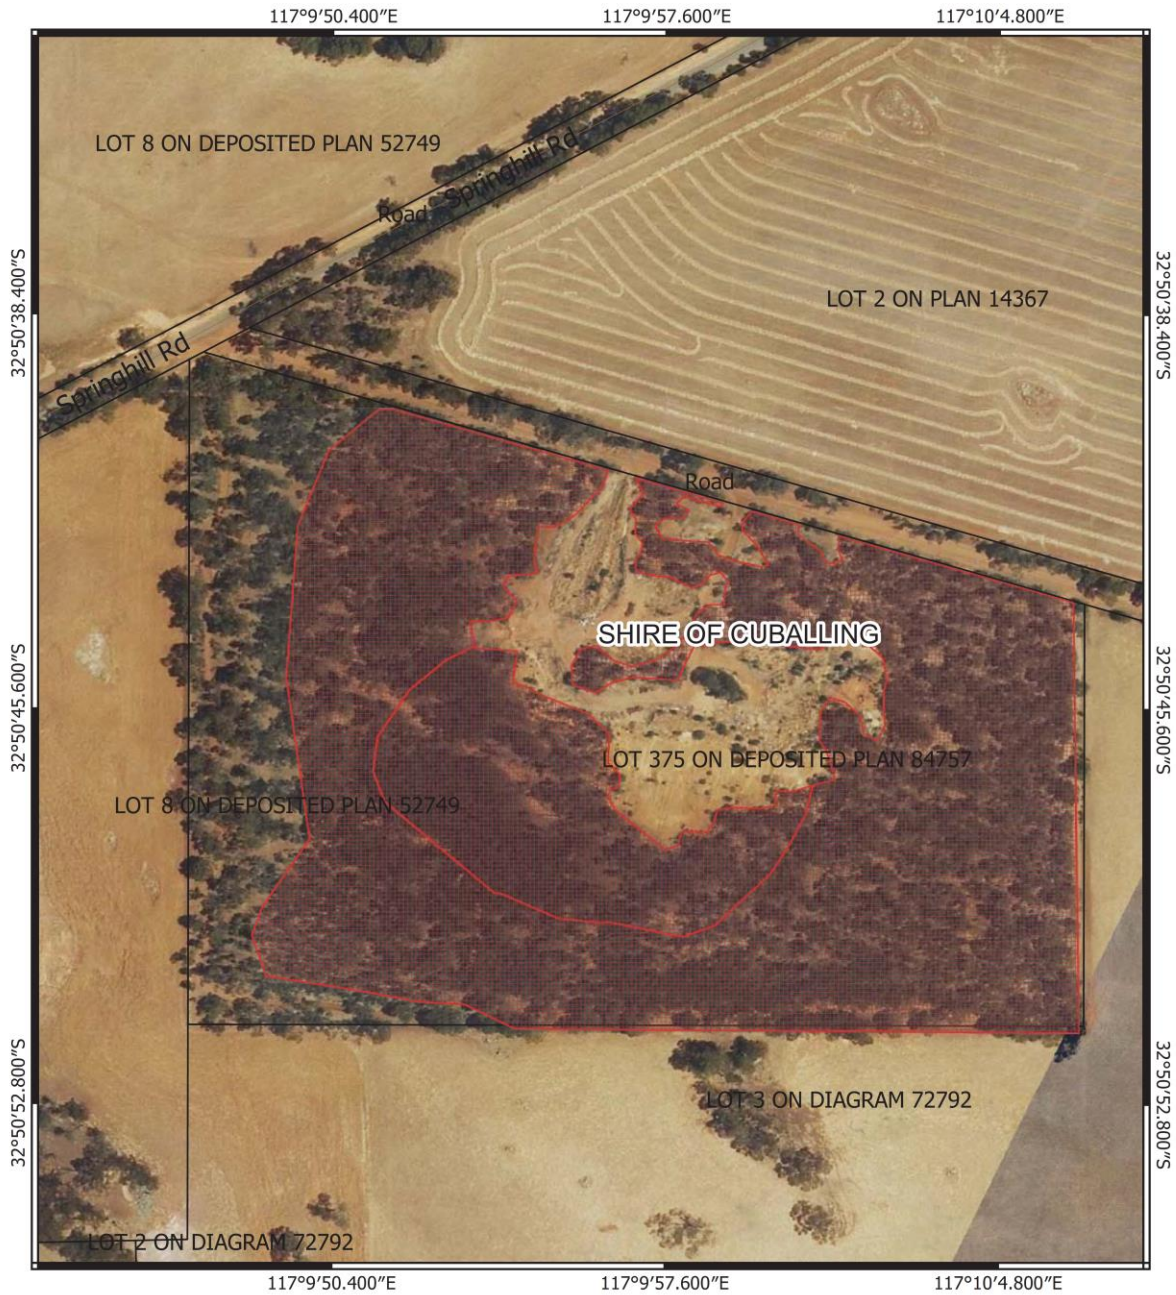 117°9'50.400"E
117°9'57.600"E
117°10'4.800"E
LOT 8 ON DEPOSITED PLAN 52749
Springhill Rd
Road
32°50'38.400"S
LOT 2 ON PLAN 14367
32°50'38.400"S
Springhill Rd
Road
SHIRE OF CUBALLING
32°50'45.600"S
32°50'45.600"S
LOT 375 ON DEPOSITED PLAN 84757
LOT 8 ON DEPOSITED PLAN 52749
32°50'52.800"S
LOT 3 ON DIAGRAM 72792
32°50'52.800"S
LOT 2 ON DIAGRAM 72792
117°9'50.400"E
117°9'57.600"E
117°10'4.800"E